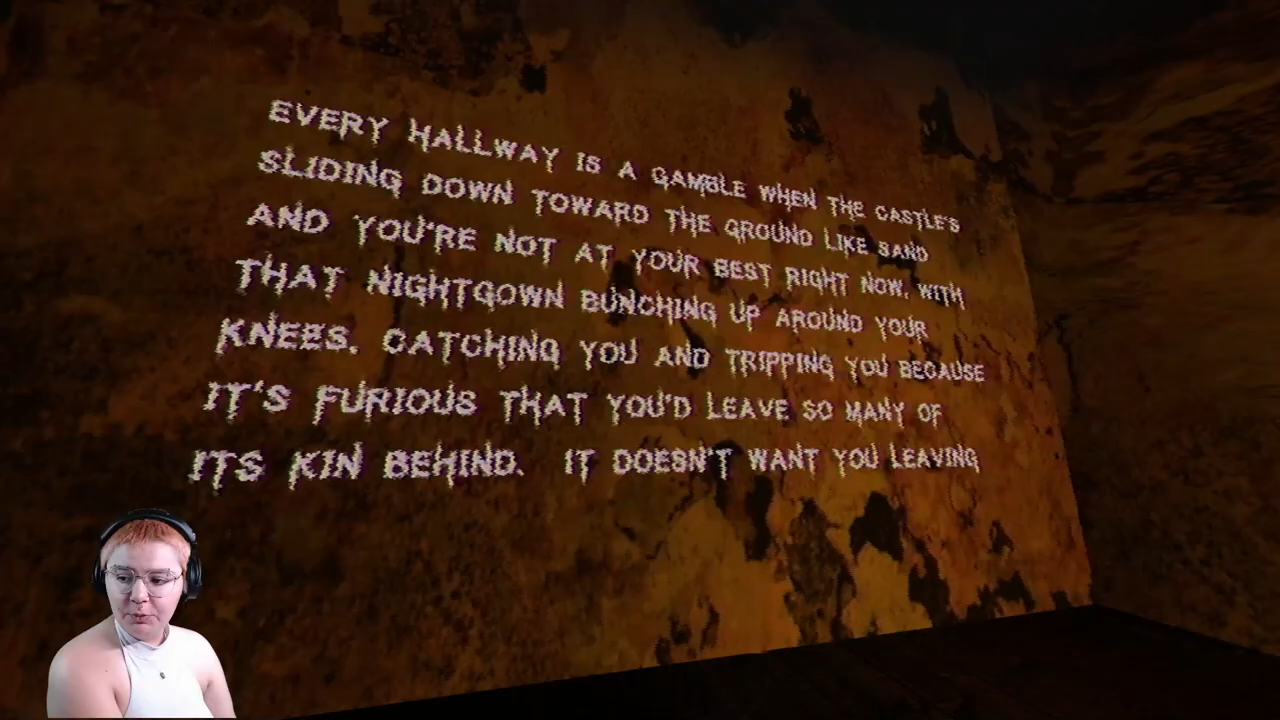 EVERY HALLWAY IS A GAMBLE WHEN THE CASTLE'S
SLIDING DOWN TOWARD THE GROUND LIKE SAND
AND YOU'RE NOT AT YOUR BEST RIGHT NOW, WITH
THAT NIGHTGOWN BUNCHING UP AROUND YOUR
KNEES, CATCHING YOU AND TRIPPING YOU BECAUSE
IT'S FURIOUS THAT YOU'D LEAVE SO MANY OF
ITS KIN BEHIND. IT DOESN'T WANT YOU LEAVING